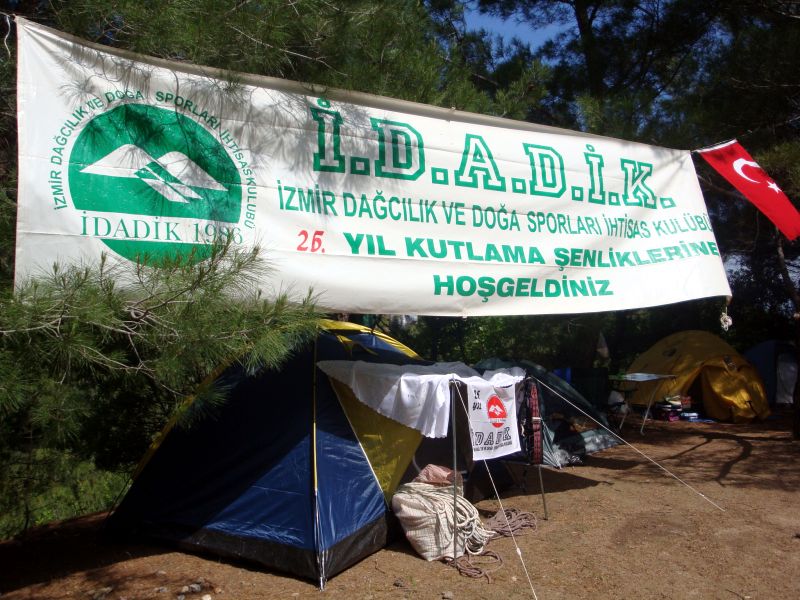 İZMİR DAĞCILIK VE DOĞA SPORLARI İHTİSAS KULÜBÜ
İDADİK 1986
İ.D.A.D.İ.K.
İZMİR DAĞCILIK VE DOĞA SPORLARI İHTİSAS KULÜBÜ
26. YIL KUTLAMA ŞENLİKLERİNE
HOŞGELDİNİZ
İDADİK